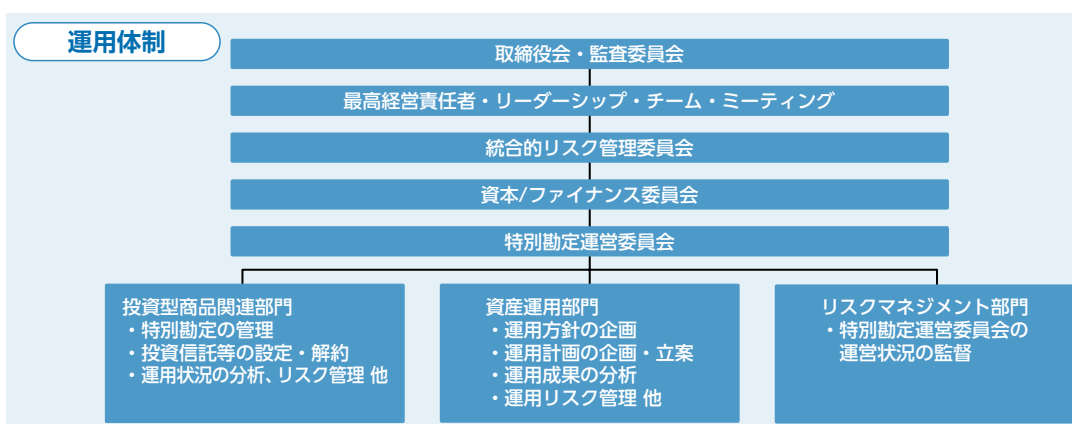 運用体制
取締役会・監査委員会
最高経営責任者・リーダーシップ・チーム・ミーティング
統合的リスク管理委員会
資本/ファイナンス委員会
特別勘定運営委員会
投資型商品関連部門
・特別勘定の管理
・投資信託等の設定・解約
・運用状況の分析、リスク管理 他
資産運用部門
・運用方針の企画
・運用計画の企画・立案
・運用成果の分析
・運用リスク管理 他
リスクマネジメント部門
・特別勘定運営委員会の
運営状況の監督